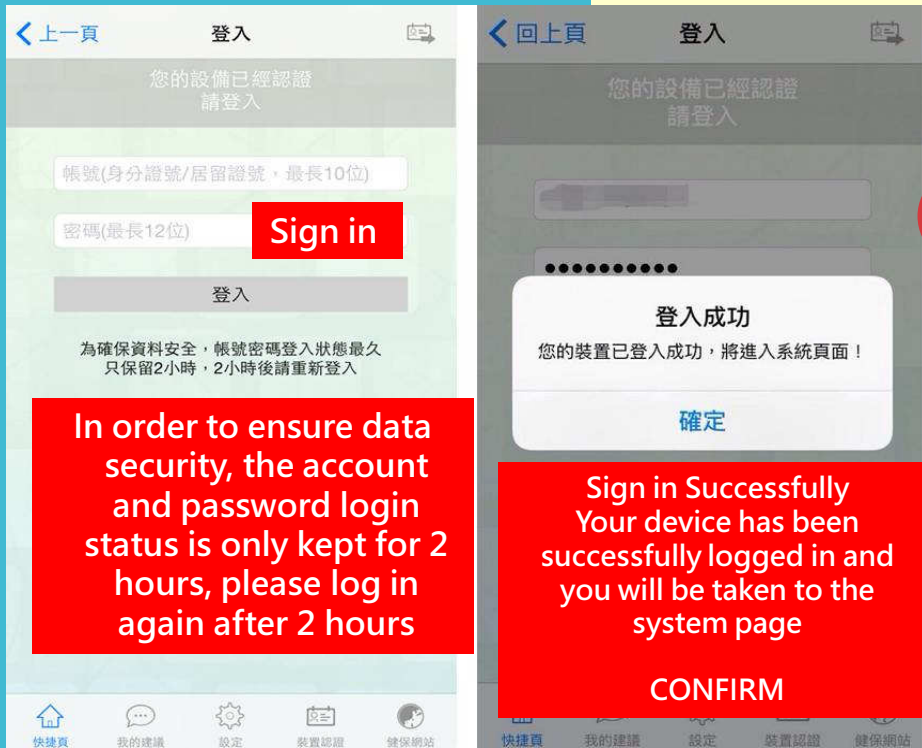 上一頁
登入
您的設備已經認證
請登入
帳號(身分證號/居留證號，最長10位)
密碼(最長12位)
Sign in
登入
為確保資料安全，帳號密碼登入狀態最久
只保留2小時，2小時後請重新登入
In order to ensure data
security, the account
and password login
status is only kept for 2
hours, please log in
again after 2 hours
快捷頁
我的建議
設定
裝置認證
健保網站
回上頁
登入
您的設備已經認證
請登入
••••••••••
登入成功
您的裝置已登入成功，將進入系統頁面！
確定
Sign in Successfully
Your device has been
successfully logged in and
you will be taken to the
system page
CONFIRM
快捷頁
我的建議
設定
裝置認證
健保網站